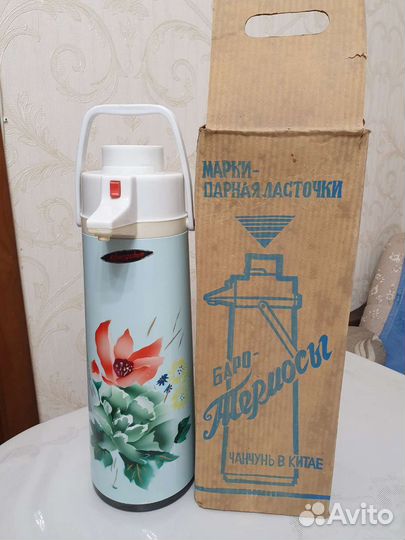 МАРКИ-
ПАРНАЯ ЛАСТОЧКИ
БАРО-
Термосы
ЧАНЧУНЬ В КИТАЕ
Avito